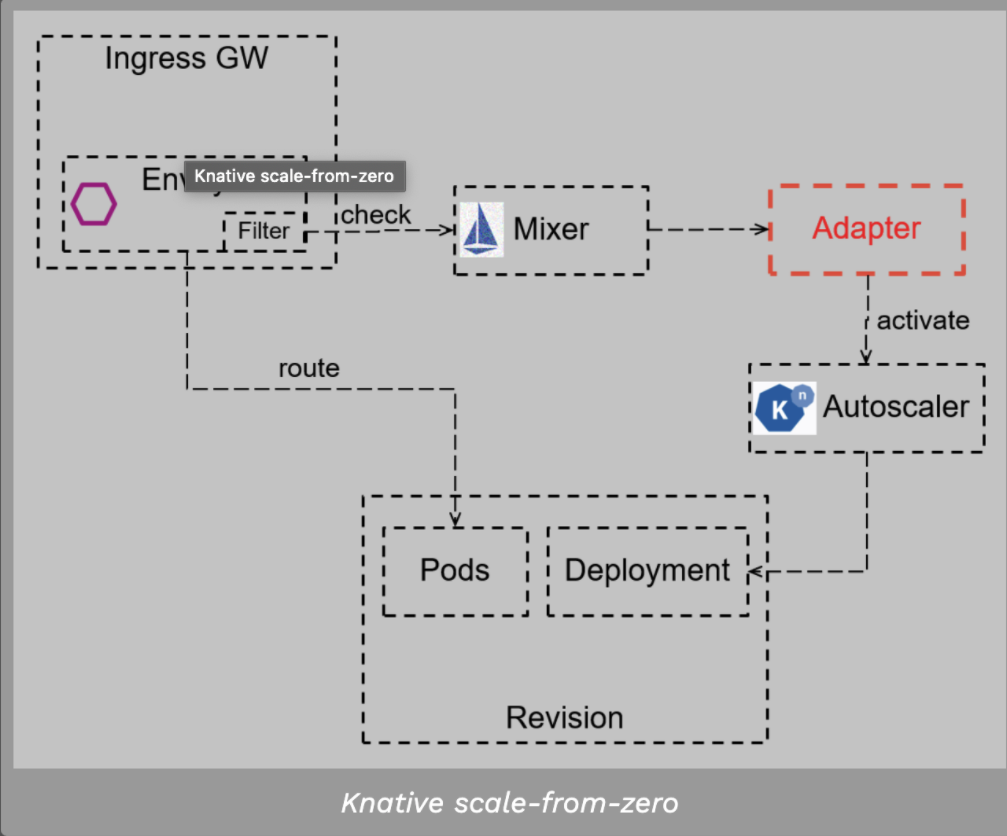 Ingress GW
Knative scale-from-zero
Filter
check
Mixer
Adapter
activate
n
K
Autoscaler
route
Pods
Deployment
Revision
Knative scale-from-zero